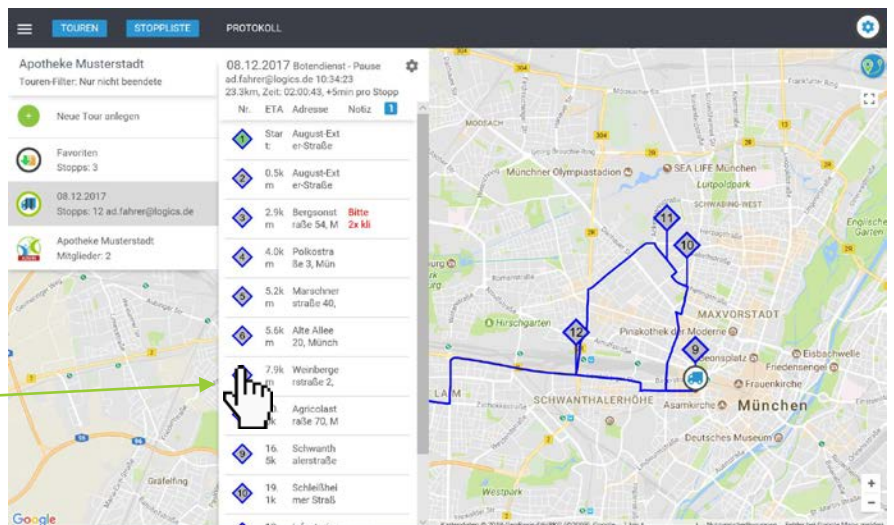 TOUREN
STOPPLISTE
PROTOKOLL
Apotheke Musterstadt
Touren-Filter: Nur nicht beendete
Neue Tour anlegen
Favoriten
Stopps: 3
08.12.2017
Stopps: 12 ad.fahrer@logics.de
Apotheke Musterstadt
Mitglieder: 2
08.12.2017 Botendienst - Pause
ad.fahrer@logics.de 10:34:23
23.3km, Zeit: 02:00:43, +5min pro Stopp
Nr. ETA Adresse Notiz 1
1 Star August-Ext
t: er-Straße
2 0.5k August-Ext
m er-Straße
3 2.9k Bergsonst Bitte
m raße 54, M 2x kli
4 4.0k Polkostra
m ße 3, Mün
5 5.2k Marschner
m straße 40,
6 5.6k Alte Allee
m 20, Münch
7.9k Weinberge
m rstraße 2,
Agricolast
k raße 70, M
9 16. Schwanth
5k alerstraße
10 19. Schleißhei
1k mer Straß
304
MOOSACH
Georg-Brauchle-Ring
Münchner Olympiastadion
SEA LIFE München
Luitpoldpark
SCHWABING-WEST
Englische
Garten
11
10
Hirschgarten
12
MAXVORSTADT
Pinakothek der Moderne
9
Eisbachwelle
Friedensengel
Frauenkirche
SCHWANTHALERHÖHE
Asamkirche
München
Deutsches Museum
Westpark
Gräfelfing
Google
+
−